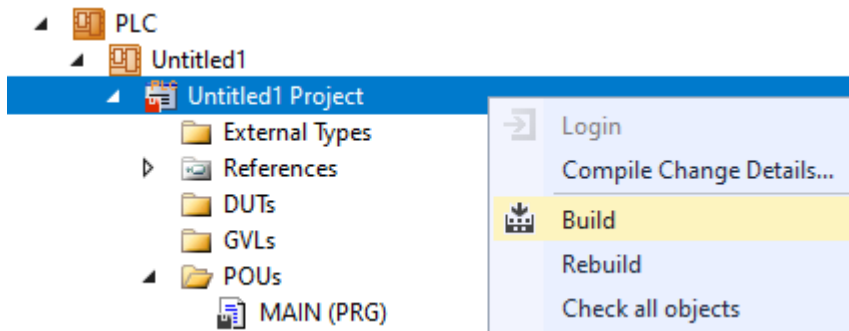 PLC
Untitled1
Untitled1 Project
External Types
References
DUTs
GVLs
POUs
MAIN (PRG)
Login
Compile Change Details...
Build
Rebuild
Check all objects